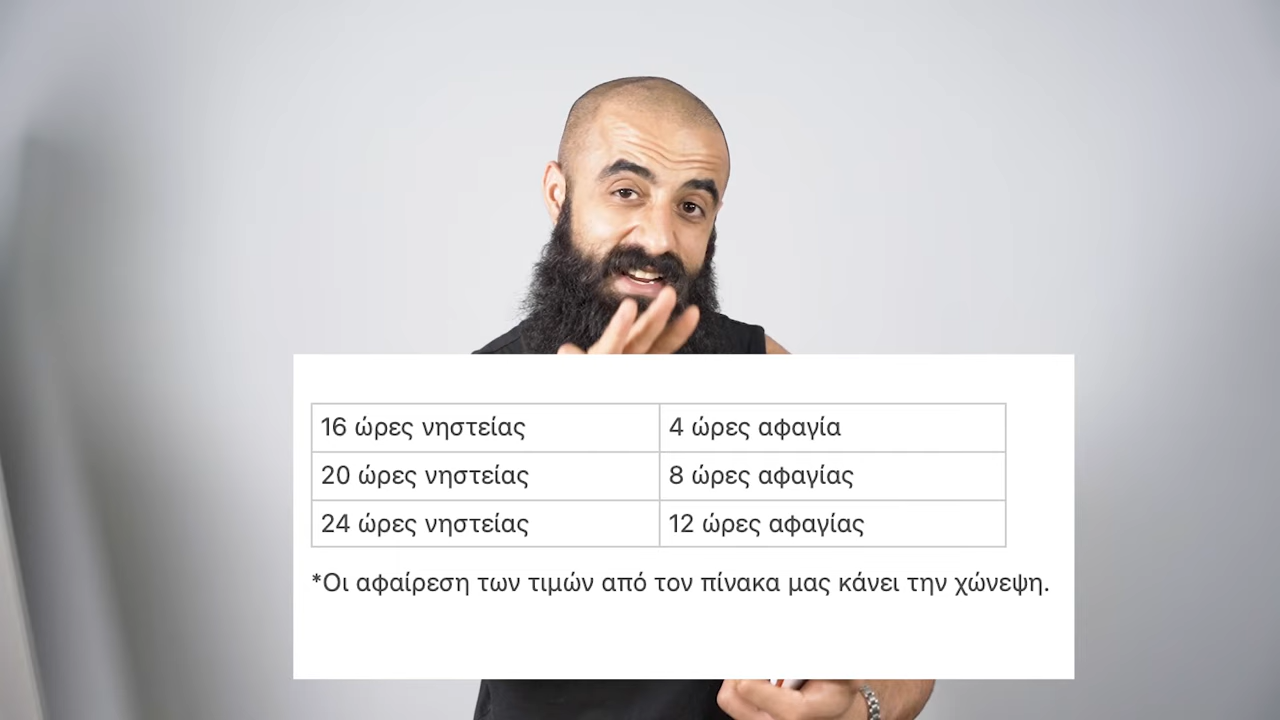 16 ώρες νηστείας 4 ώρες αφαγία
20 ώρες νηστείας 8 ώρες αφαγίας
24 ώρες νηστείας 12 ώρες αφαγίας
*Οι αφαίρεση των τιμών από τον πίνακα μας κάνει την χώνεψη.